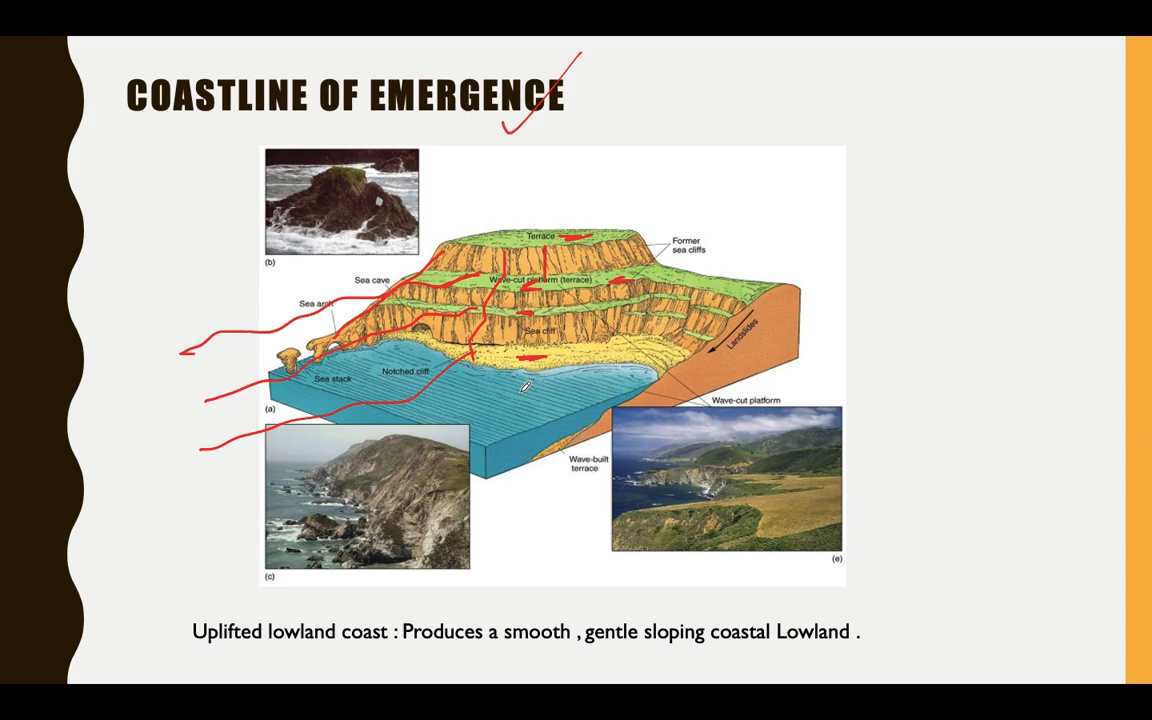 COASTLINE OF EMERGENCE
(b)
Terrace
Former
sea cliffs
Sea cave
Wave-cut platform (terrace)
Sea arch
Sea cliff
Landslides
Notched cliff
Sea stack
Wave-cut platform
(a)
Wave-built
terrace
(e)
(c)
Uplifted lowland coast : Produces a smooth , gentle sloping coastal Lowland .